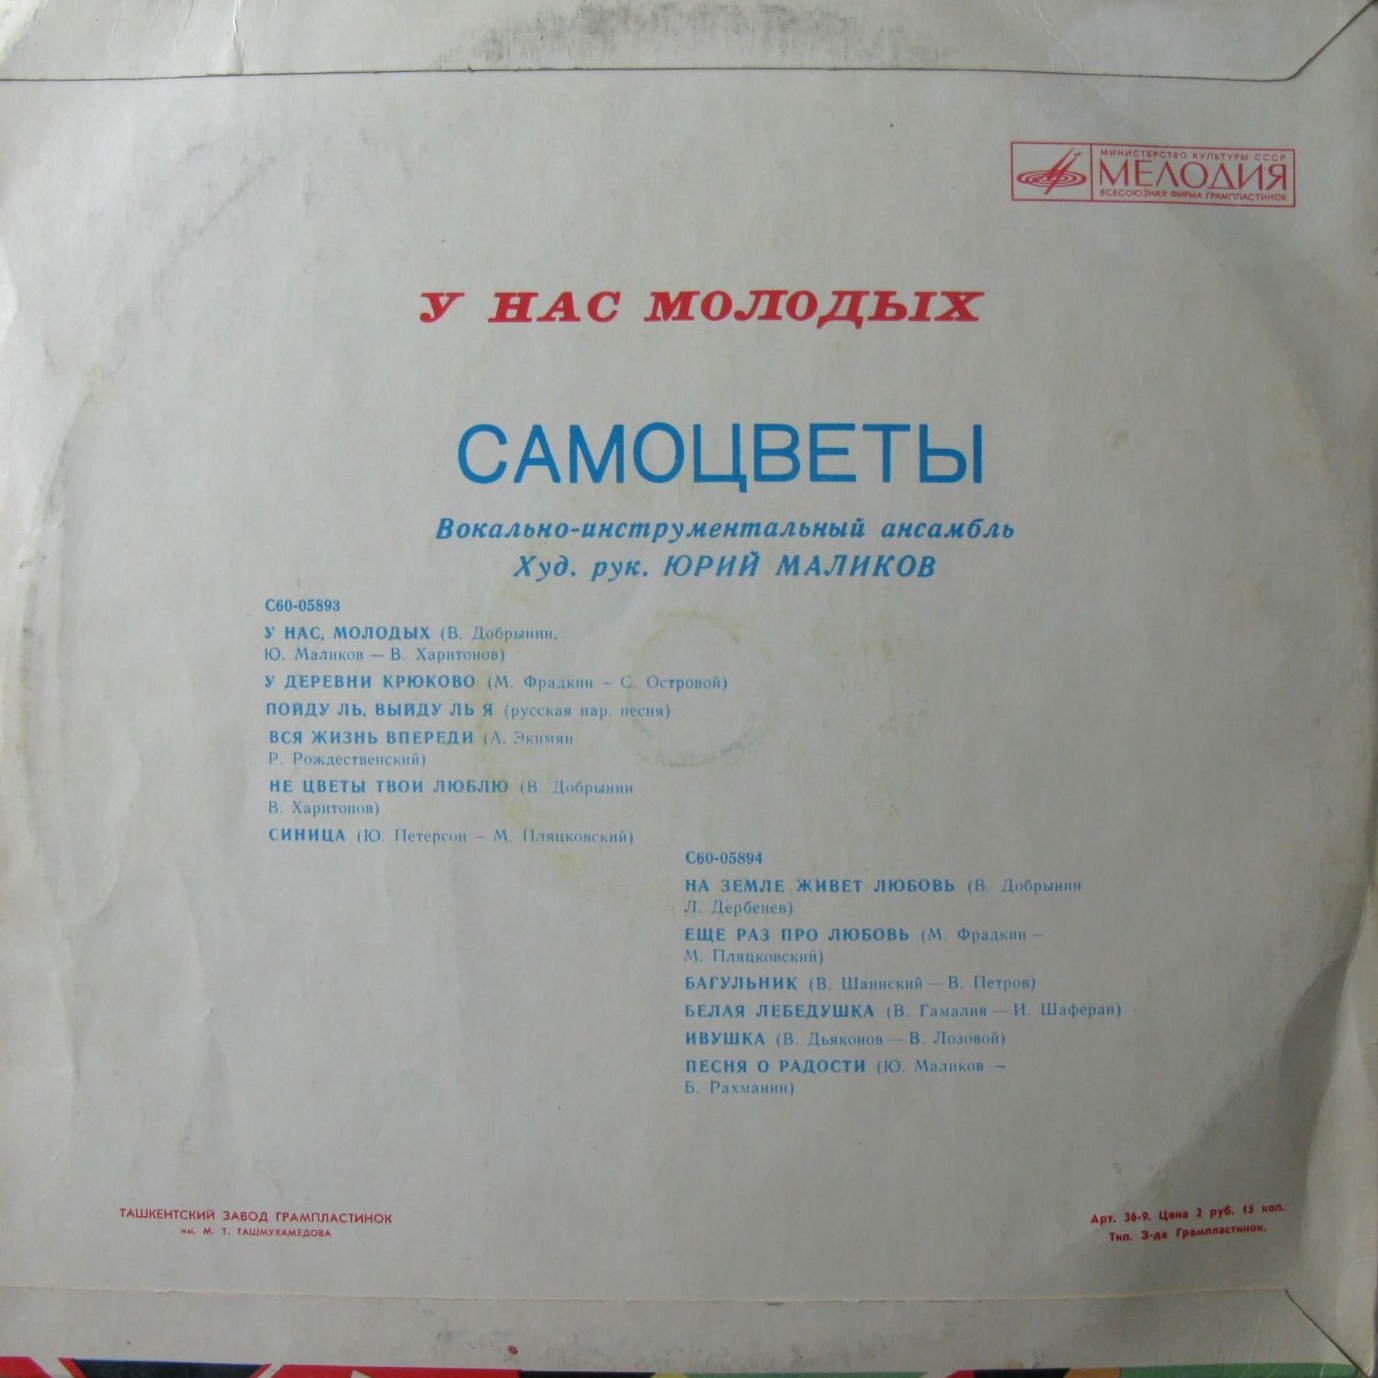 МИНИСТЕРСТВО КУЛЬТУРЫ СССР
МЕЛОДИЯ
ВСЕСОЮЗНАЯ ФИРМА ГРАМПЛАСТИНОК
У НАС МОЛОДЫХ
САМОЦВЕТЫ
Вокально-инструментальный ансамбль
Худ. рук. ЮРИЙ МАЛИКОВ
С60-05893
У НАС, МОЛОДЫХ (В. Добрынин,
Ю. Маликов — В. Харитонов)
У ДЕРЕВНИ КРЮКОВО (М. Фрадкин — С. Островой)
ПОЙДУ ЛЬ, ВЫЙДУ ЛЬ Я (русская нар. песня)
ВСЯ ЖИЗНЬ ВПЕРЕДИ (А. Экимян
Р. Рождественский)
НЕ ЦВЕТЫ ТВОИ ЛЮБЛЮ (В. Добрынин
В. Харитонов)
СИНИЦА (Ю. Петерсон — М. Пляцковский)
С60-05894
НА ЗЕМЛЕ ЖИВЕТ ЛЮБОВЬ (В. Добрынин
Л. Дербенев)
ЕЩЕ РАЗ ПРО ЛЮБОВЬ (М. Фрадкин —
М. Пляцковский)
БАГУЛЬНИК (В. Шаинский — В. Петров)
БЕЛАЯ ЛЕБЕДУШКА (В. Гамалия — И. Шаферан)
ИВУШКА (В. Дьяконов — В. Лозовой)
ПЕСНЯ О РАДОСТИ (Ю. Маликов —
Б. Рахманин)
ТАШКЕНТСКИЙ ЗАВОД ГРАМПЛАСТИНОК
им. М. Т. ТАШМУХАМЕДОВА
Арт. 36-9. Цена 2 руб. 15 коп.
Тип. З-да Грампластинок.